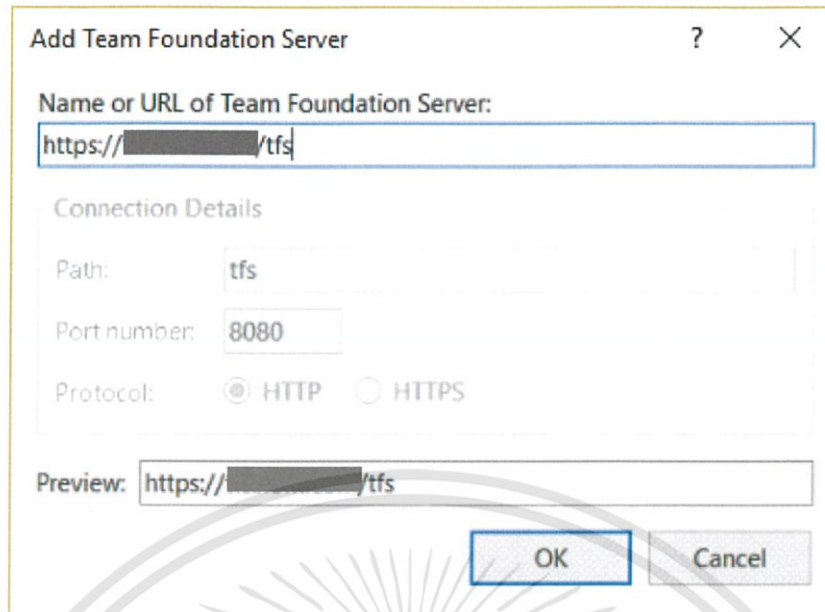 Add Team Foundation Server ? ×
Name or URL of Team Foundation Server:
https:// /tfs
Connection Details
Path: tfs
Port number: 8080
Protocol: HTTP HTTPS
Preview: https:// /tfs
OK Cancel